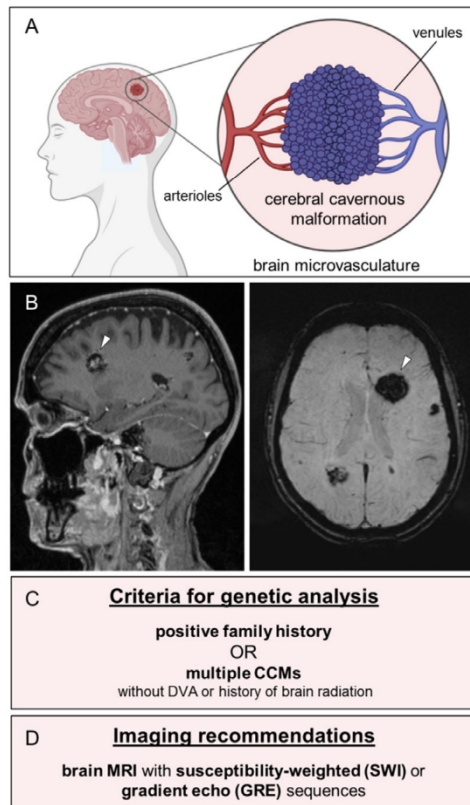 A
venules
arterioles
cerebral cavernous
malformation
brain microvasculature
B
C
Criteria for genetic analysis
positive family history
OR
multiple CCMs
without DVA or history of brain radiation
D
Imaging recommendations
brain MRI with susceptibility-weighted (SWI) or
gradient echo (GRE) sequences